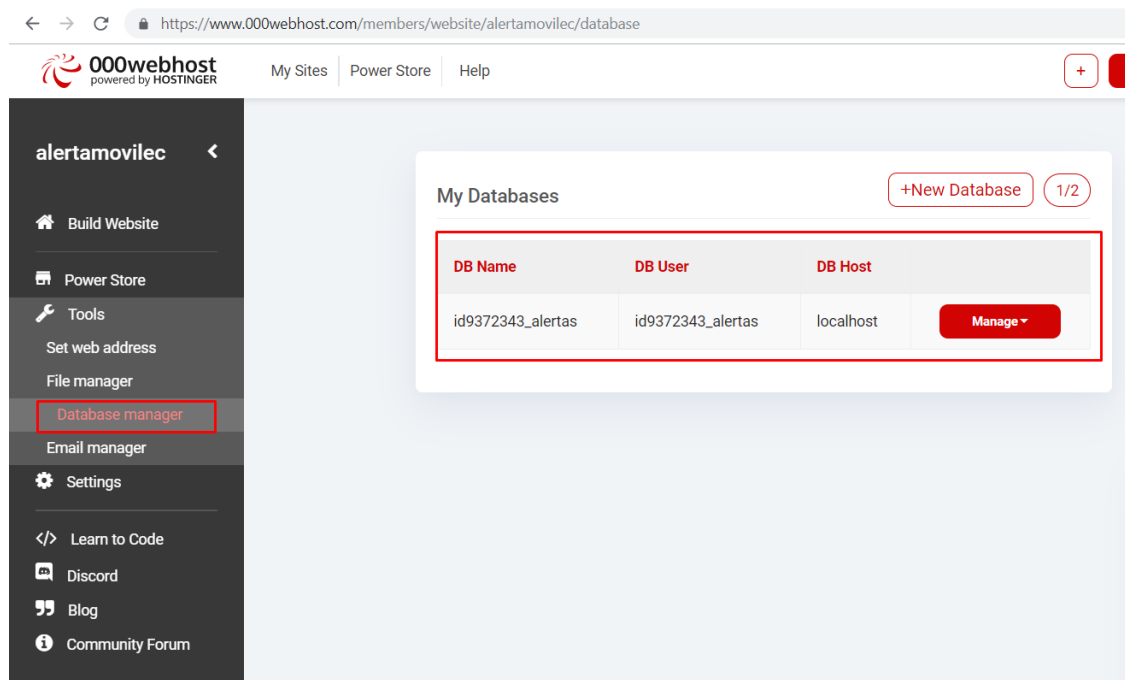 https://www.000webhost.com/members/website/alertamovilec/database
000webhost
powered by HOSTINGER
My Sites Power Store Help +
alertamovilec
Build Website
Power Store
Tools
Set web address
File manager
Database manager
Email manager
Settings
Learn to Code
Discord
Blog
Community Forum
My Databases +New Database 1/2
DB Name DB User DB Host
id9372343_alertas id9372343_alertas localhost Manage